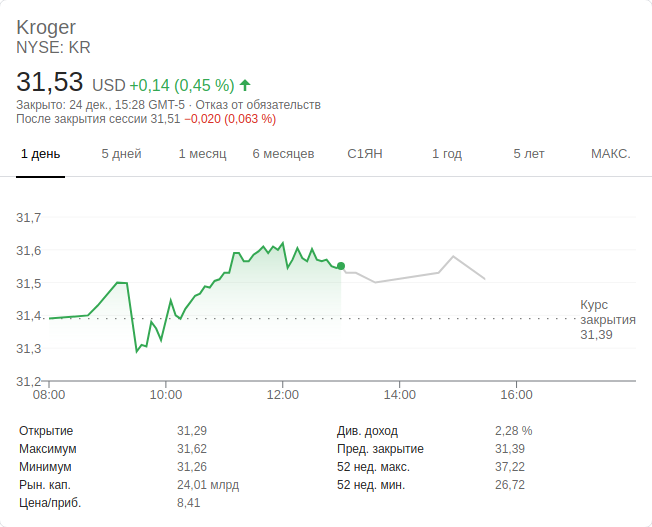 Kroger
NYSE: KR
31,53 USD +0,14 (0,45 %)
Закрыто: 24 дек., 15:28 GMT-5 · Отказ от обязательств
После закрытия сессии 31,51 −0,020 (0,063 %)
1 день 5 дней 1 месяц 6 месяцев С1ЯН 1 год 5 лет МАКС.
31,7
31,6
31,5
31,4
31,3
31,2
Курс
закрытия
31,39
08:00 10:00 12:00 14:00 16:00
Открытие 31,29 Див. доход 2,28 %
Максимум 31,62 Пред. закрытие 31,39
Минимум 31,26 52 нед. макс. 37,22
Рын. кап. 24,01 млрд 52 нед. мин. 26,72
Цена/приб. 8,41